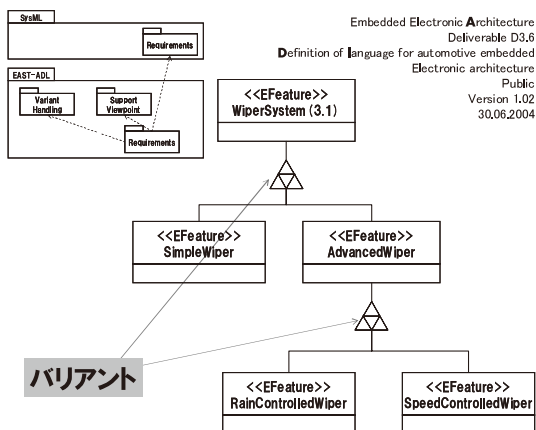 SysML
Requirements
EAST-ADL
Variant
Handling
Support
Viewpoint
Requirements
Embedded Electronic Architecture
Deliverable D3.6
Definition of language for automotive embedded
Electronic architecture
Public
Version 1.02
30.06.2004
<<EFeature>>
WiperSystem (3.1)
<<EFeature>>
SimpleWiper
<<EFeature>>
AdvancedWiper
バリアント
<<EFeature>>
RainControlledWiper
<<EFeature>>
SpeedControlledWiper